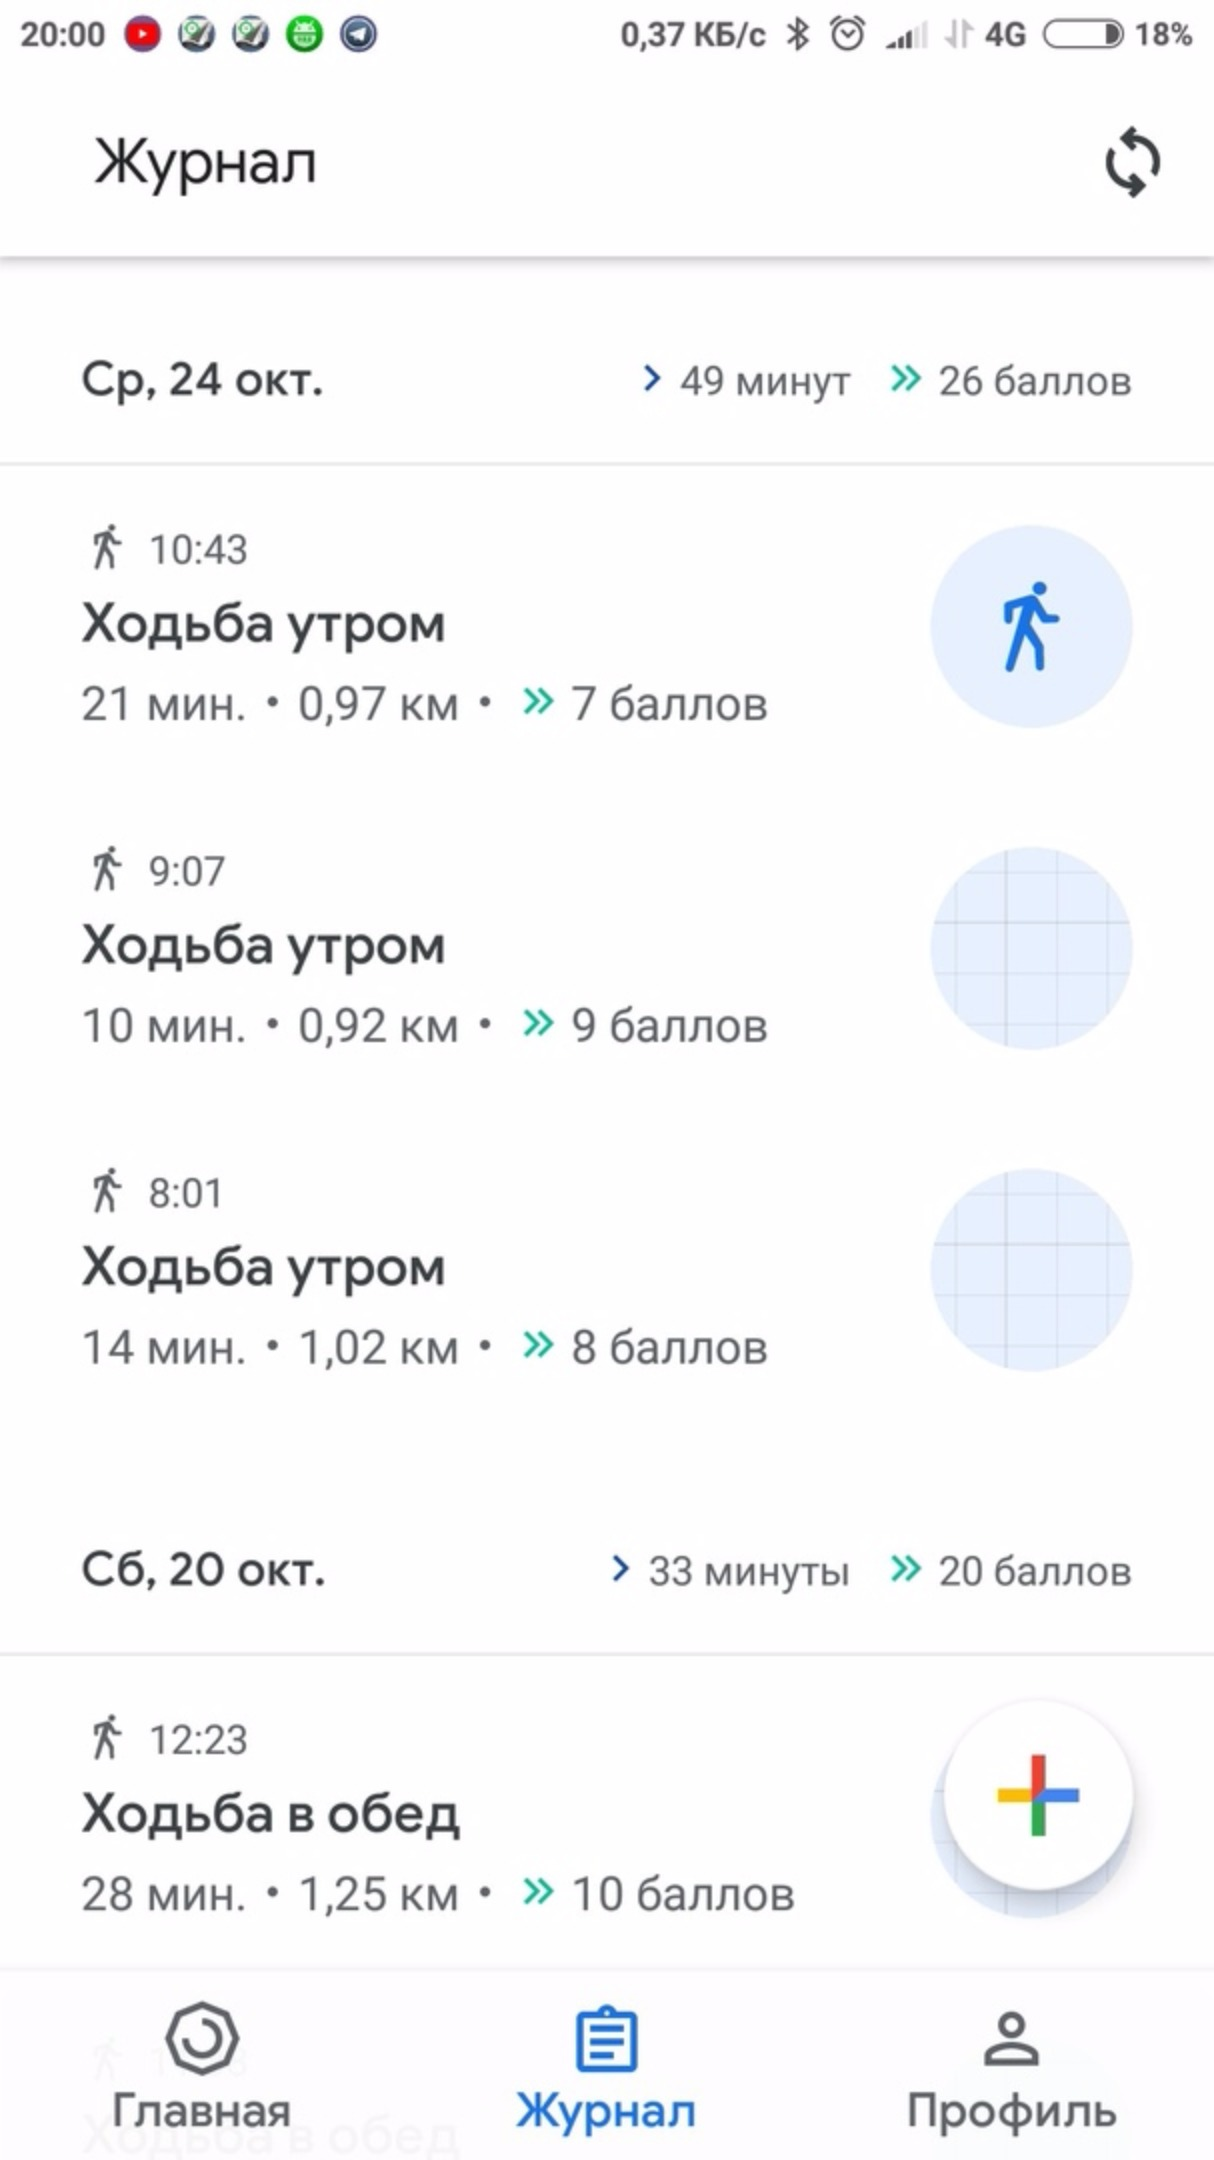 20:00 0,37 КБ/с 4G 18%
Журнал
Ср, 24 окт. 49 минут 26 баллов
10:43
Ходьба утром
21 мин. • 0,97 км • 7 баллов
9:07
Ходьба утром
10 мин. • 0,92 км • 9 баллов
8:01
Ходьба утром
14 мин. • 1,02 км • 8 баллов
Сб, 20 окт. 33 минуты 20 баллов
12:23
Ходьба в обед
28 мин. • 1,25 км • 10 баллов
Главная Журнал Профиль
Ходьба в обед